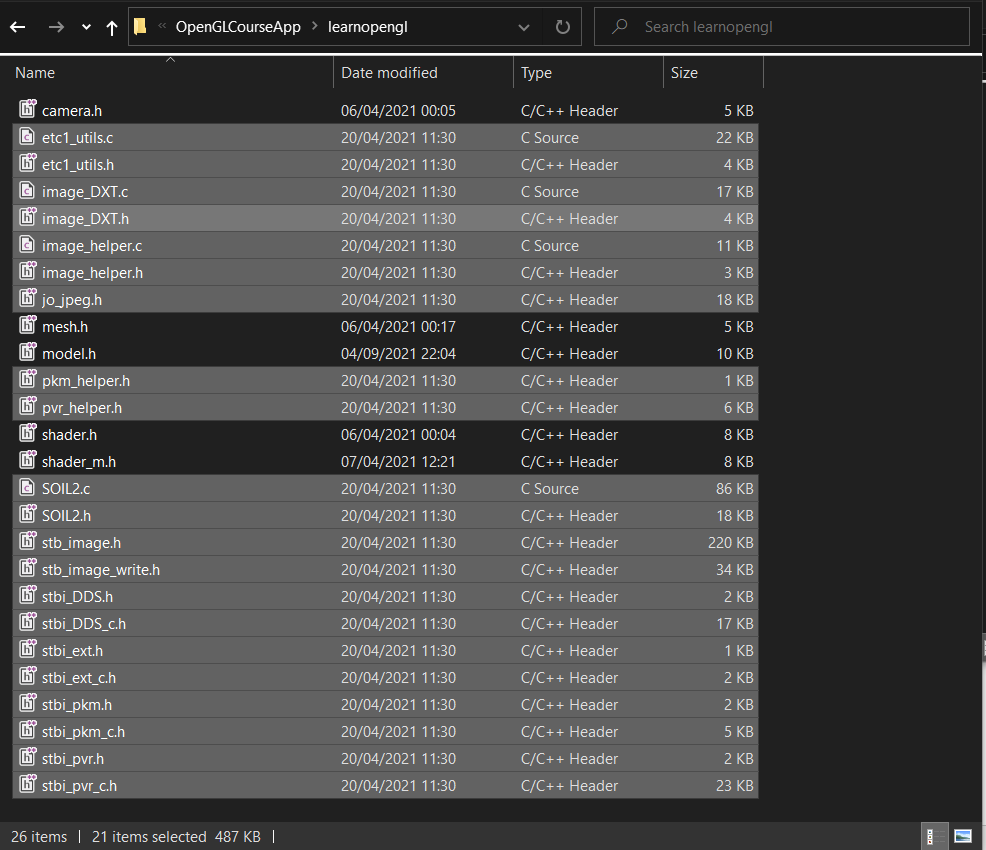 « OpenGLCourseApp > learnopengl Search learnopengl
Name Date modified Type Size
camera.h 06/04/2021 00:05 C/C++ Header 5 KB
etc1_utils.c 20/04/2021 11:30 C Source 22 KB
etc1_utils.h 20/04/2021 11:30 C/C++ Header 4 KB
image_DXT.c 20/04/2021 11:30 C Source 17 KB
image_DXT.h 20/04/2021 11:30 C/C++ Header 4 KB
image_helper.c 20/04/2021 11:30 C Source 11 KB
image_helper.h 20/04/2021 11:30 C/C++ Header 3 KB
jo_jpeg.h 20/04/2021 11:30 C/C++ Header 18 KB
mesh.h 06/04/2021 00:17 C/C++ Header 5 KB
model.h 04/09/2021 22:04 C/C++ Header 10 KB
pkm_helper.h 20/04/2021 11:30 C/C++ Header 1 KB
pvr_helper.h 20/04/2021 11:30 C/C++ Header 6 KB
shader.h 06/04/2021 00:04 C/C++ Header 8 KB
shader_m.h 07/04/2021 12:21 C/C++ Header 8 KB
SOIL2.c 20/04/2021 11:30 C Source 86 KB
SOIL2.h 20/04/2021 11:30 C/C++ Header 18 KB
stb_image.h 20/04/2021 11:30 C/C++ Header 220 KB
stb_image_write.h 20/04/2021 11:30 C/C++ Header 34 KB
stbi_DDS.h 20/04/2021 11:30 C/C++ Header 2 KB
stbi_DDS_c.h 20/04/2021 11:30 C/C++ Header 17 KB
stbi_ext.h 20/04/2021 11:30 C/C++ Header 1 KB
stbi_ext_c.h 20/04/2021 11:30 C/C++ Header 2 KB
stbi_pkm.h 20/04/2021 11:30 C/C++ Header 2 KB
stbi_pkm_c.h 20/04/2021 11:30 C/C++ Header 5 KB
stbi_pvr.h 20/04/2021 11:30 C/C++ Header 2 KB
stbi_pvr_c.h 20/04/2021 11:30 C/C++ Header 23 KB
26 items | 21 items selected 487 KB |